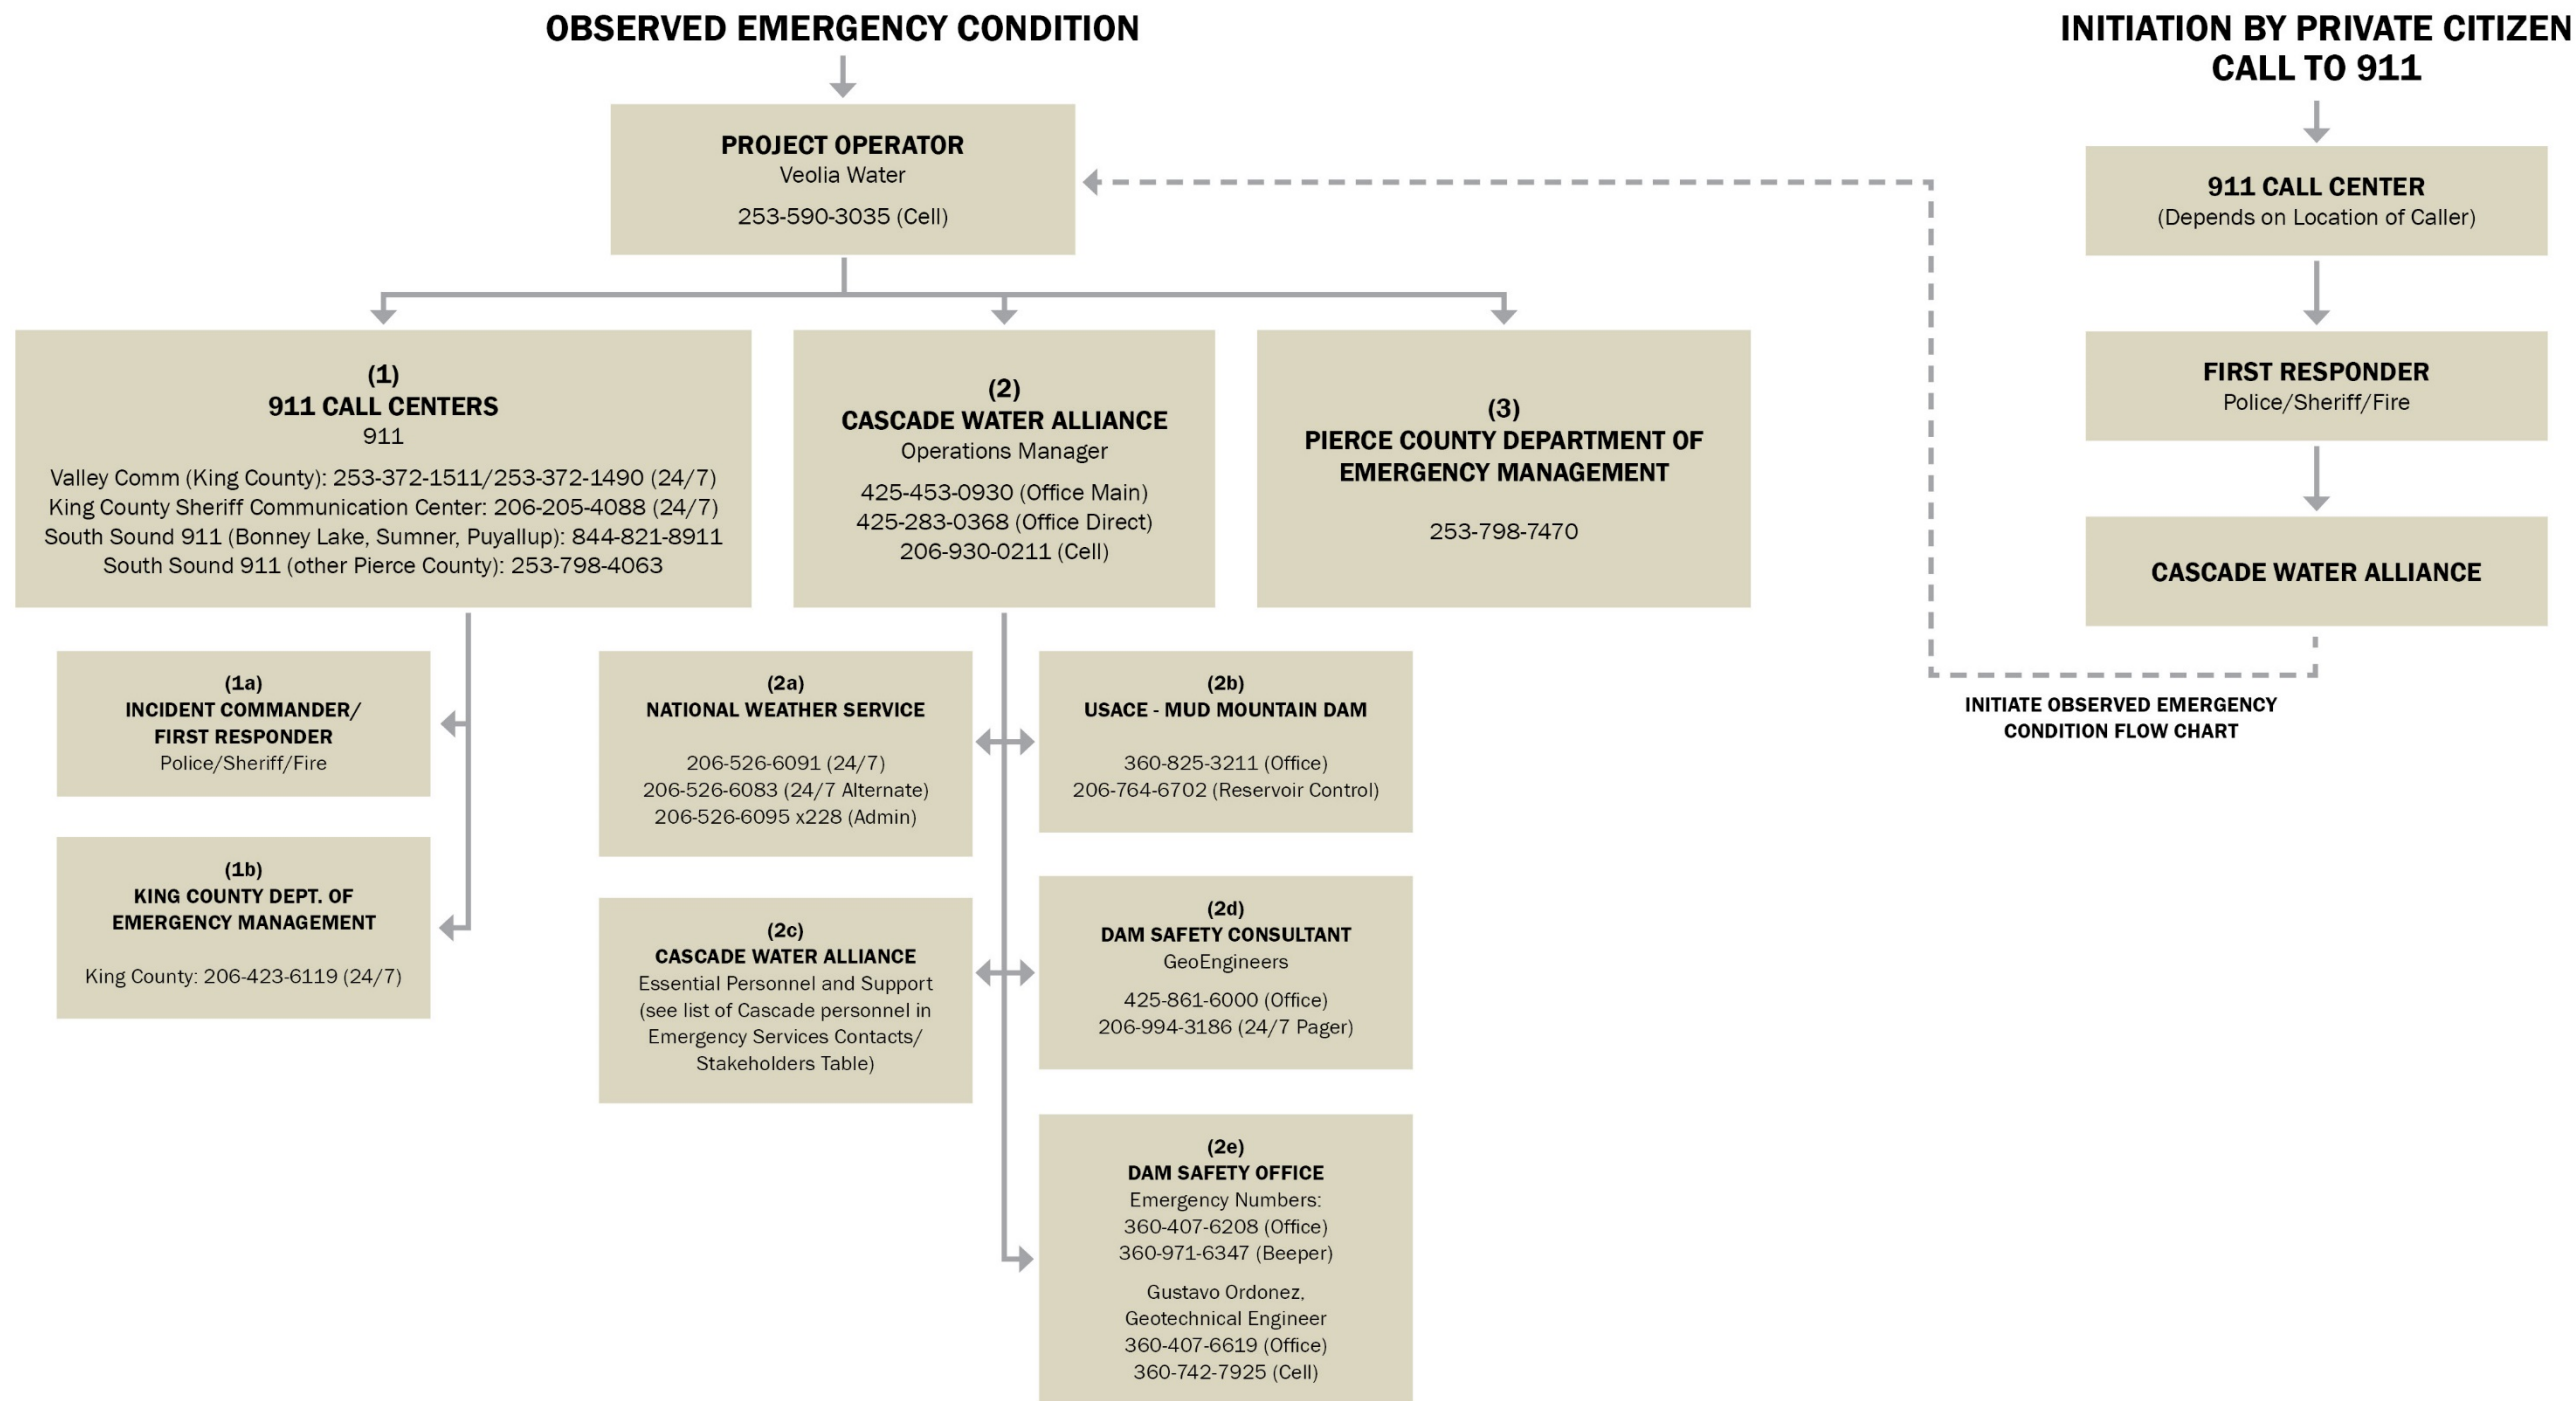 OBSERVED EMERGENCY CONDITION
PROJECT OPERATOR
Veolia Water
253-590-3035 (Cell)
(1)
911 CALL CENTERS
911
Valley Comm (King County): 253-372-1511/253-372-1490 (24/7)
King County Sheriff Communication Center: 206-205-4088 (24/7)
South Sound 911 (Bonney Lake, Sumner, Puyallup): 844-821-8911
South Sound 911 (other Pierce County): 253-798-4063
(2)
CASCADE WATER ALLIANCE
Operations Manager
425-453-0930 (Office Main)
425-283-0368 (Office Direct)
206-930-0211 (Cell)
(3)
PIERCE COUNTY DEPARTMENT OF
EMERGENCY MANAGEMENT
253-798-7470
(1a)
INCIDENT COMMANDER/
FIRST RESPONDER
Police/Sheriff/Fire
(1b)
KING COUNTY DEPT. OF
EMERGENCY MANAGEMENT
King County: 206-423-6119 (24/7)
(2a)
NATIONAL WEATHER SERVICE
206-526-6091 (24/7)
206-526-6083 (24/7 Alternate)
206-526-6095 x228 (Admin)
(2b)
USACE - MUD MOUNTAIN DAM
360-825-3211 (Office)
206-764-6702 (Reservoir Control)
(2c)
CASCADE WATER ALLIANCE
Essential Personnel and Support
(see list of Cascade personnel in
Emergency Services Contacts/
Stakeholders Table)
(2d)
DAM SAFETY CONSULTANT
GeoEngineers
425-861-6000 (Office)
206-994-3186 (24/7 Pager)
(2e)
DAM SAFETY OFFICE
Emergency Numbers:
360-407-6208 (Office)
360-971-6347 (Beeper)
Gustavo Ordonez,
Geotechnical Engineer
360-407-6619 (Office)
360-742-7925 (Cell)
INITIATION BY PRIVATE CITIZEN
CALL TO 911
911 CALL CENTER
(Depends on Location of Caller)
FIRST RESPONDER
Police/Sheriff/Fire
CASCADE WATER ALLIANCE
INITIATE OBSERVED EMERGENCY
CONDITION FLOW CHART